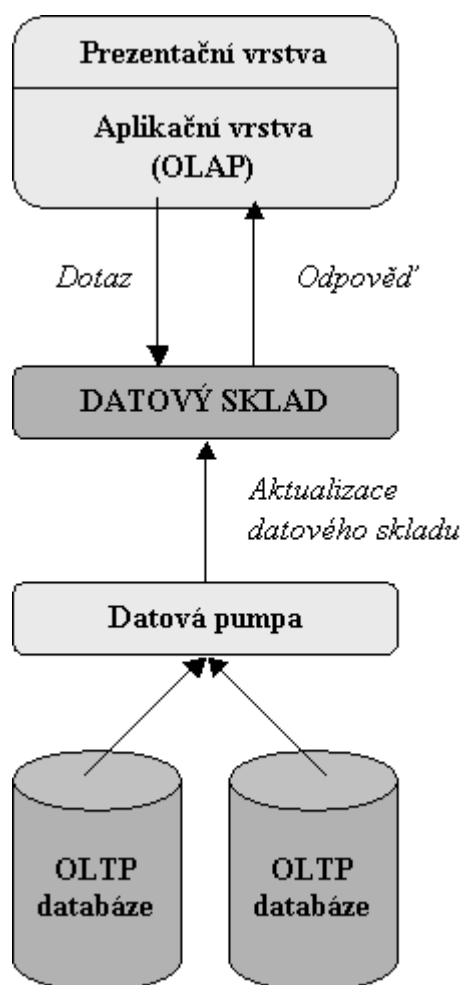 Prezentační vrstva
Aplikační vrstva
(OLAP)
Dotaz
Odpověď
DATOVÝ SKLAD
Aktualizace
datového skladu
Datová pumpa
OLTP
databáze
OLTP
databáze